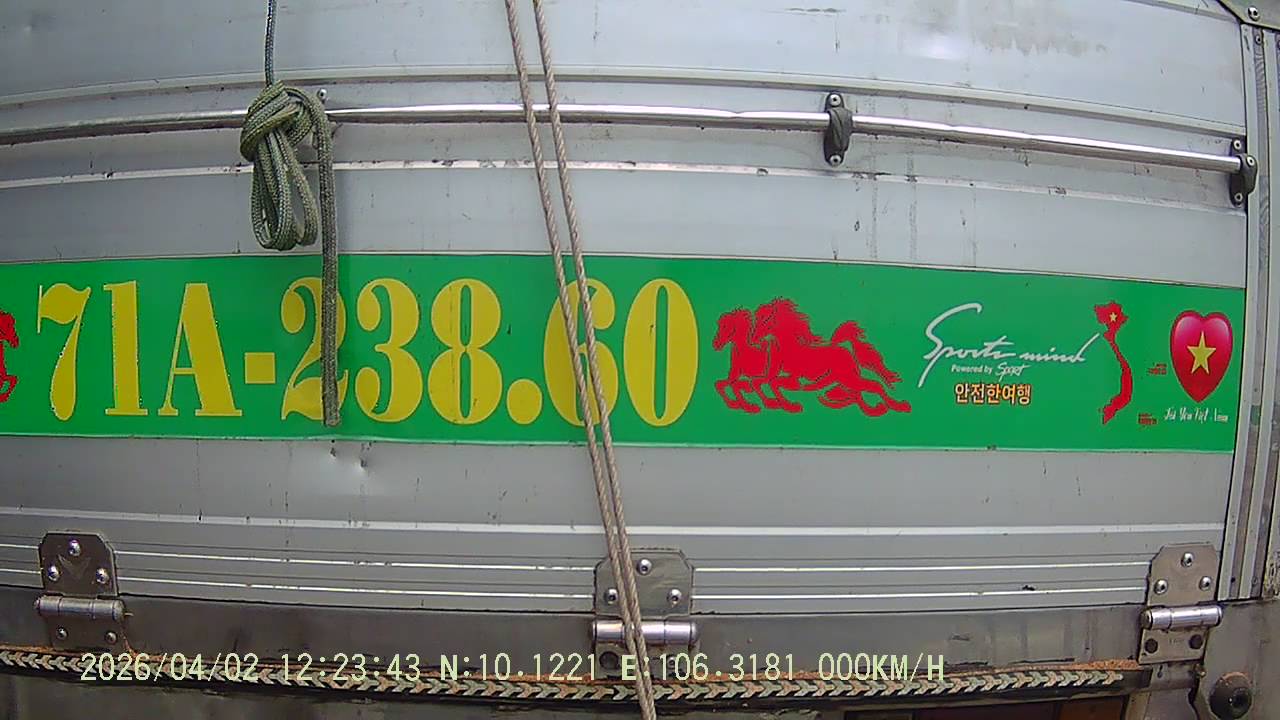 71A-238.60
Sports mind
Powered by Sport
안전한여행
2026/04/02 12:23:43 N:10.1221 E:106.3181 000KM/H